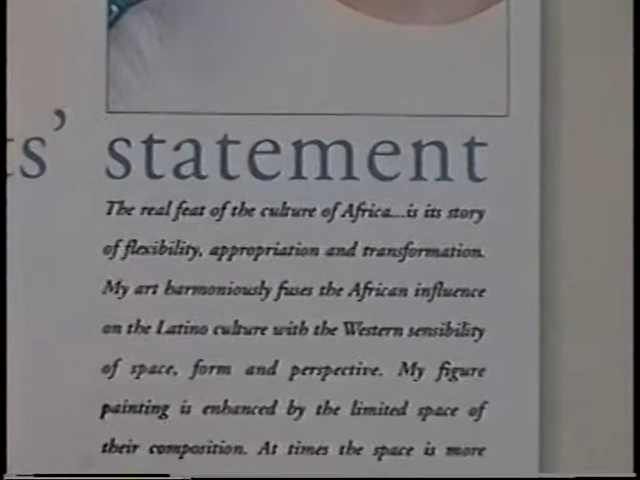 s' statement
The real feat of the culture of Africa...is its story
of flexibility, appropriation and transformation.
My art harmoniously fuses the African influence
on the Latino culture with the Western sensibility
of space, form and perspective. My figure
painting is enhanced by the limited space of
their composition. At times the space is more